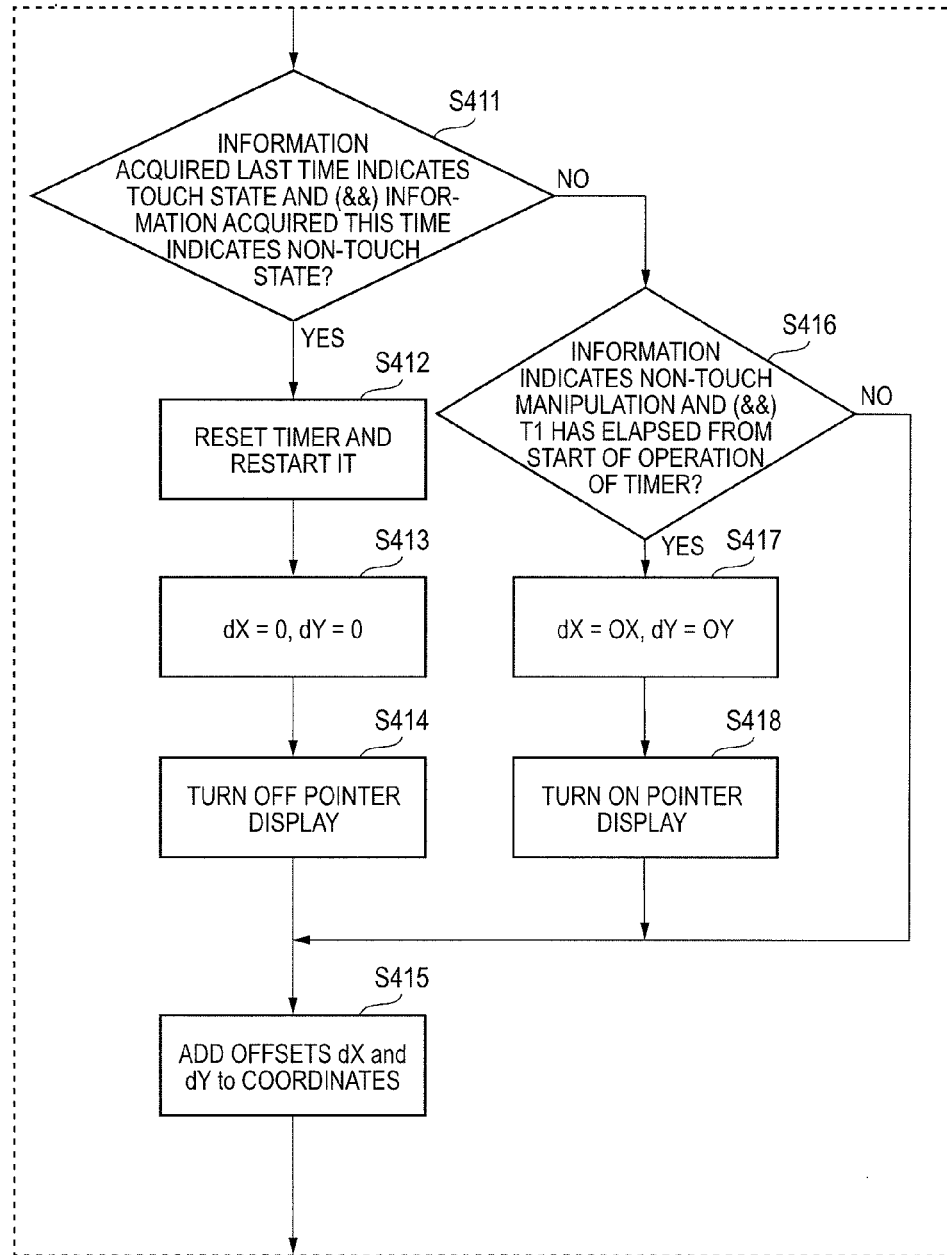 S411
INFORMATION
ACQUIRED LAST TIME INDICATES
TOUCH STATE AND (&&) INFOR-
MATION ACQUIRED THIS TIME
INDICATES NON-TOUCH
STATE?
NO
YES
S416
INFORMATION
INDICATES NON-TOUCH
MANIPULATION AND (&&)
T1 HAS ELAPSED FROM
START OF OPERATION
OF TIMER?
NO
YES
S412
RESET TIMER AND
RESTART IT
S413
dX = 0, dY = 0
S417
dX = OX, dY = OY
S414
TURN OFF POINTER
DISPLAY
S418
TURN ON POINTER
DISPLAY
S415
ADD OFFSETS dX and
dY to COORDINATES